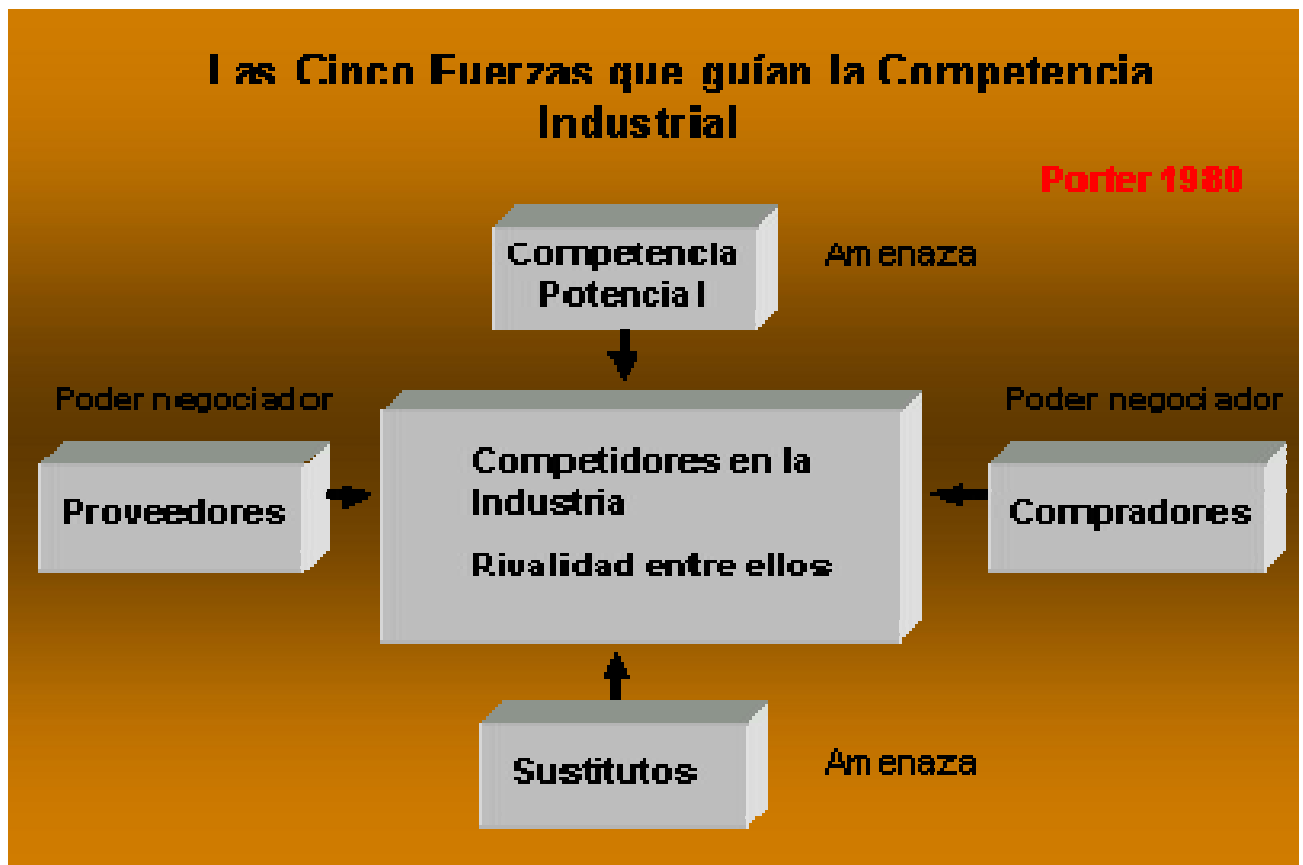 Las Cinco Fuerzas que guían la Competencia
Industrial
Porter 1980
Competencia
Potencial
Amenaza
Poder negociador
Poder negociador
Proveedores
Competidores en la
Industria
Rivalidad entre ellos
Compradores
Sustitutos
Amenaza